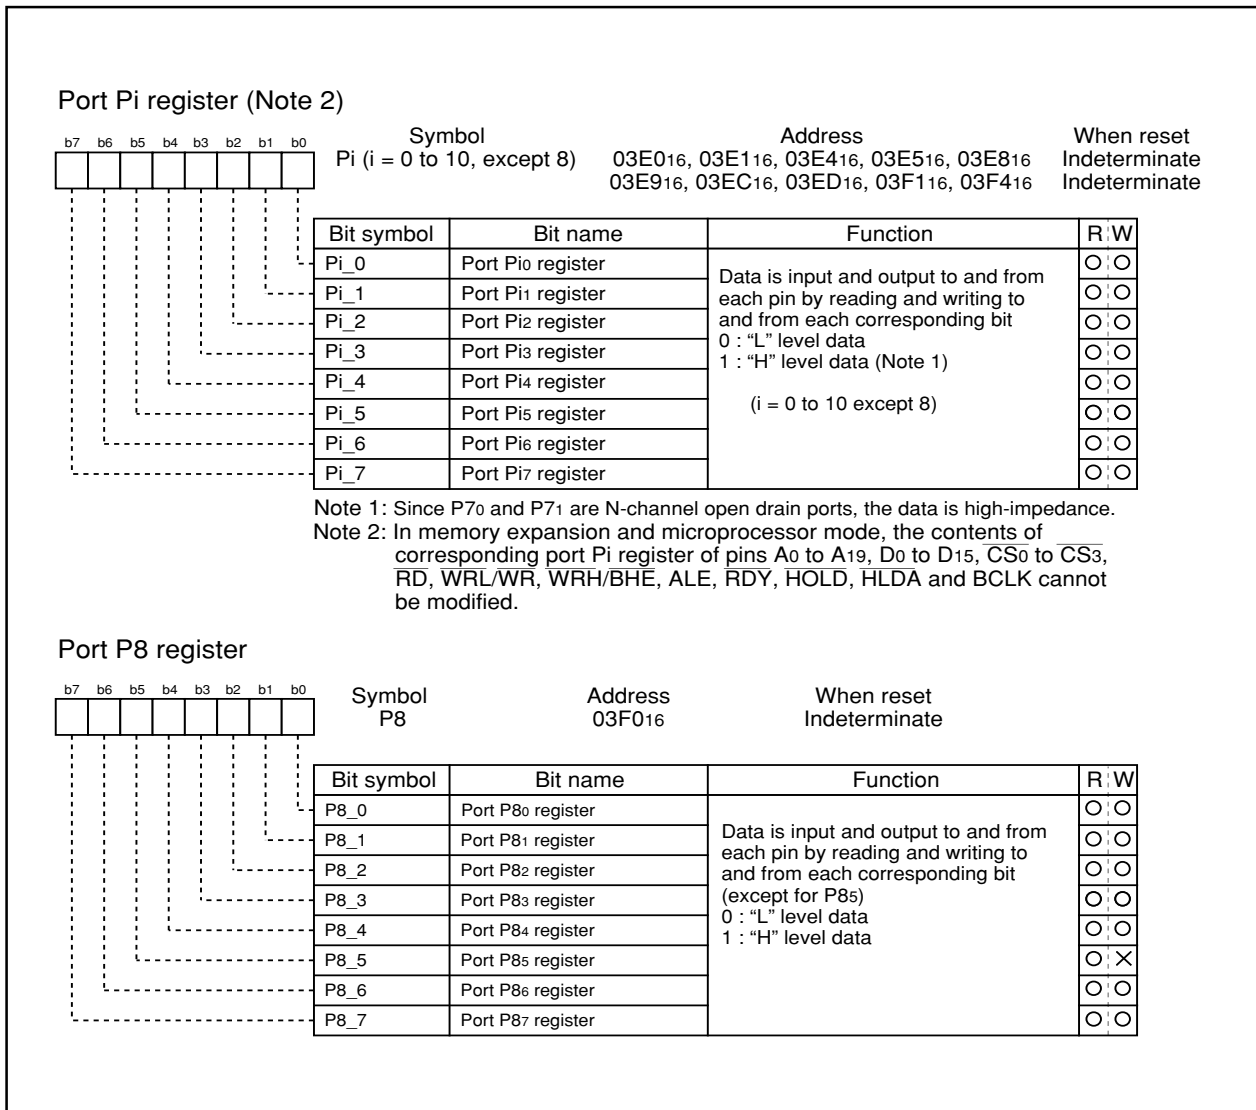 Port Pi register (Note 2)
b7 b6 b5 b4 b3 b2 b1 b0
Symbol Address When reset
Pi (i = 0 to 10, except 8) 03E016, 03E116, 03E416, 03E516, 03E816 Indeterminate
03E916, 03EC16, 03ED16, 03F116, 03F416 Indeterminate
Bit symbol Bit name Function R W
Pi_0 Port Pi0 register
Pi_1 Port Pi1 register
Pi_2 Port Pi2 register
Pi_3 Port Pi3 register
Pi_4 Port Pi4 register
Pi_5 Port Pi5 register
Pi_6 Port Pi6 register
Pi_7 Port Pi7 register
Data is input and output to and from
each pin by reading and writing to
and from each corresponding bit
0 : “L” level data
1 : “H” level data (Note 1)
(i = 0 to 10 except 8)
Note 1: Since P70 and P71 are N-channel open drain ports, the data is high-impedance.
Note 2: In memory expansion and microprocessor mode, the contents of
corresponding port Pi register of pins A0 to A19, D0 to D15, CS0 to CS3,
RD, WRL/WR, WRH/BHE, ALE, RDY, HOLD, HLDA and BCLK cannot
be modified.
Port P8 register
b7 b6 b5 b4 b3 b2 b1 b0
Symbol Address When reset
P8 03F016 Indeterminate
Bit symbol Bit name Function R W
P8_0 Port P80 register
P8_1 Port P81 register
P8_2 Port P82 register
P8_3 Port P83 register
P8_4 Port P84 register
P8_5 Port P85 register
P8_6 Port P86 register
P8_7 Port P87 register
Data is input and output to and from
each pin by reading and writing to
and from each corresponding bit
(except for P85)
0 : “L” level data
1 : “H” level data